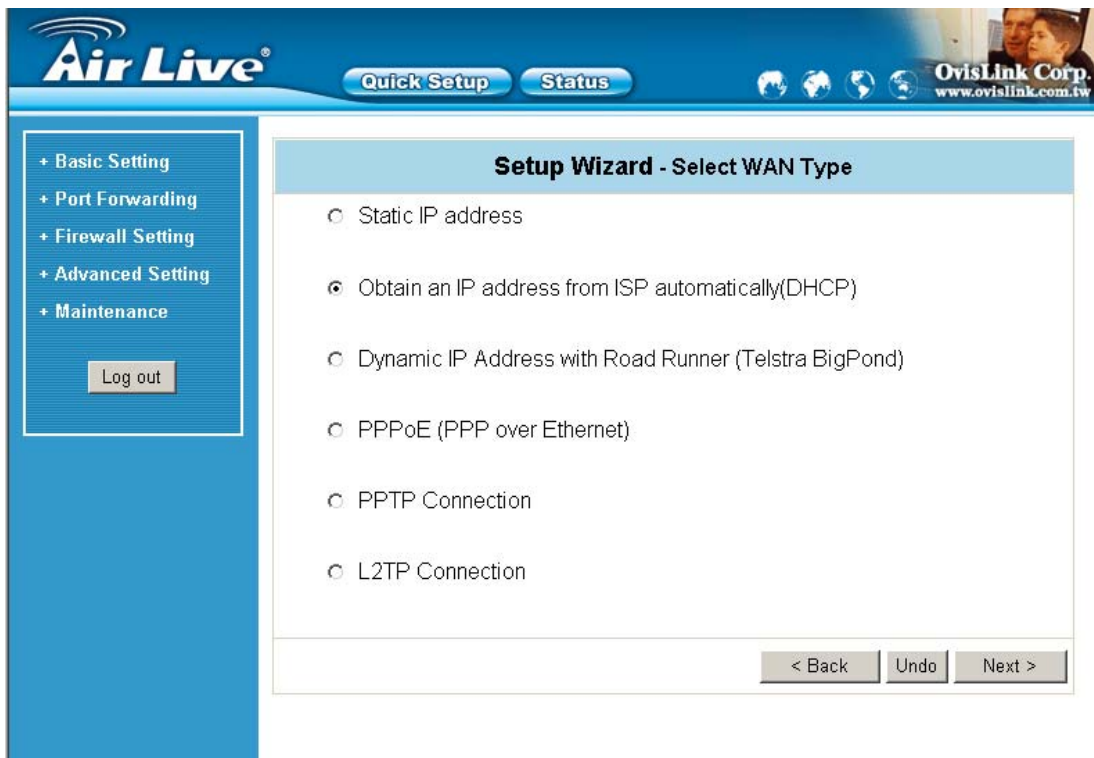 Air Live®
Quick Setup
Status
OvisLink Corp.
www.ovislink.com.tw
+ Basic Setting
+ Port Forwarding
+ Firewall Setting
+ Advanced Setting
+ Maintenance
Log out
Setup Wizard - Select WAN Type
Static IP address
Obtain an IP address from ISP automatically(DHCP)
Dynamic IP Address with Road Runner (Telstra BigPond)
PPPoE (PPP over Ethernet)
PPTP Connection
L2TP Connection
< Back
Undo
Next >